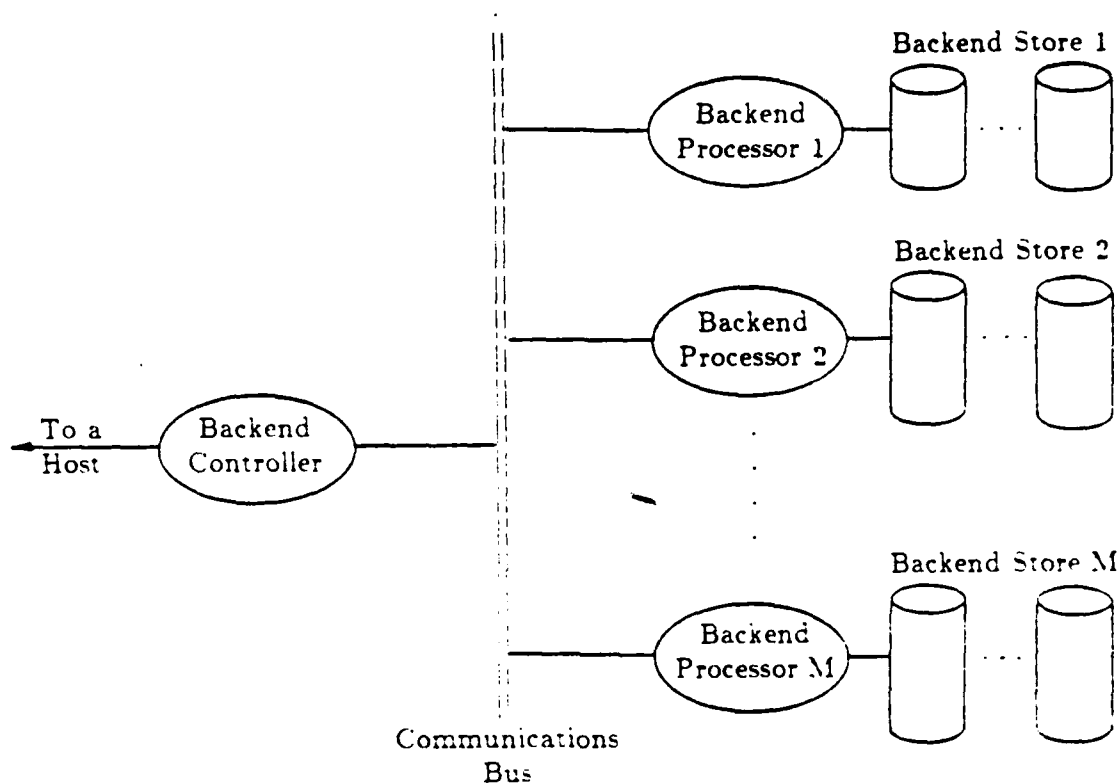 Backend Store 1
Backend
Processor 1
Backend Store 2
Backend
Processor 2
To a
Host
Backend
Controller
Backend Store M
Backend
Processor M
Communications
Bus